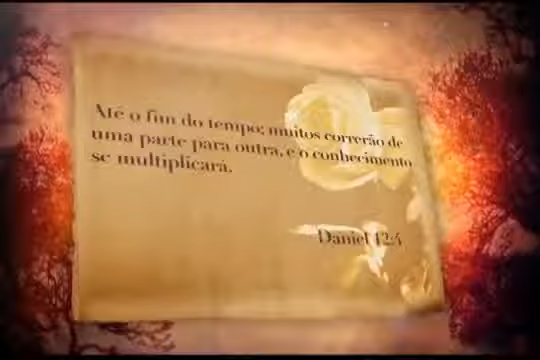 Até o fim do tempo; muitos correrão de
uma parte para outra, e o conhecimento
se multiplicará.
Daniel 12:4